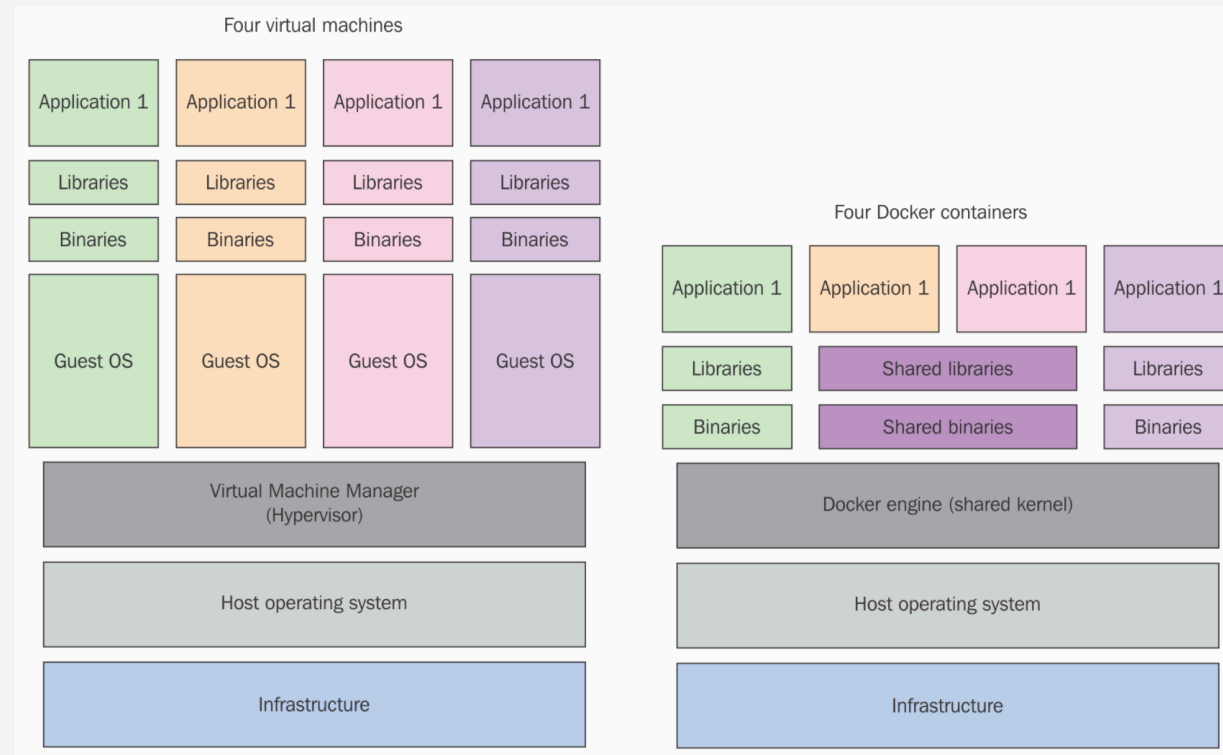 Four virtual machines
Application 1
Application 1
Application 1
Application 1
Libraries
Libraries
Libraries
Libraries
Binaries
Binaries
Binaries
Binaries
Guest OS
Guest OS
Guest OS
Guest OS
Virtual Machine Manager
(Hypervisor)
Host operating system
Infrastructure
Four Docker containers
Application 1
Application 1
Application 1
Application 1
Libraries
Shared libraries
Libraries
Binaries
Shared binaries
Binaries
Docker engine (shared kernel)
Host operating system
Infrastructure